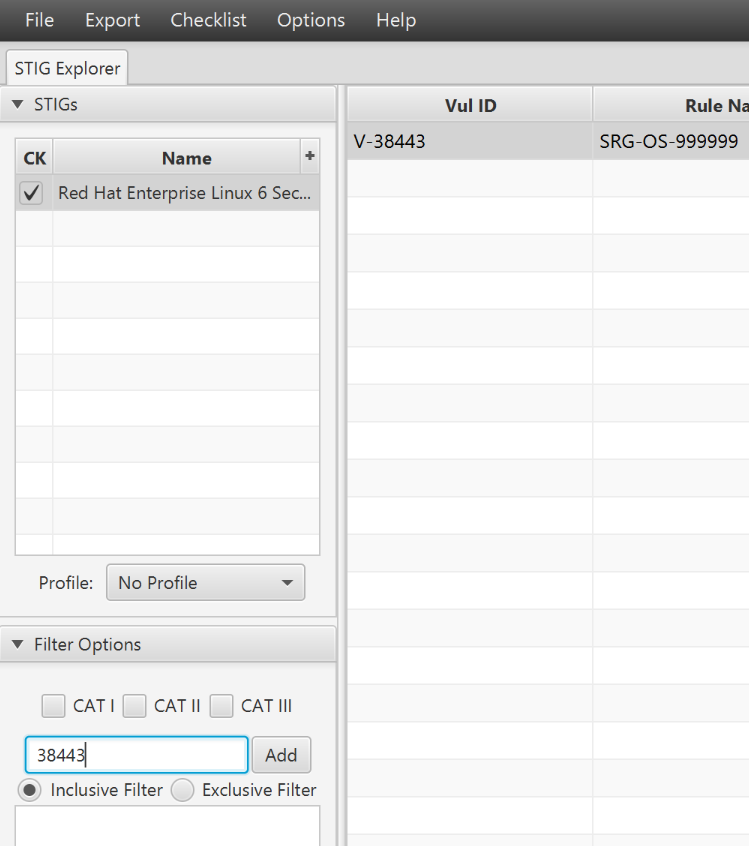 File Export Checklist Options Help
STIG Explorer
STIGs
CK Name +
Red Hat Enterprise Linux 6 Sec...
Profile: No Profile
Filter Options
CAT I CAT II CAT III
38443 Add
Inclusive Filter Exclusive Filter
Vul ID Rule Na
V-38443 SRG-OS-999999